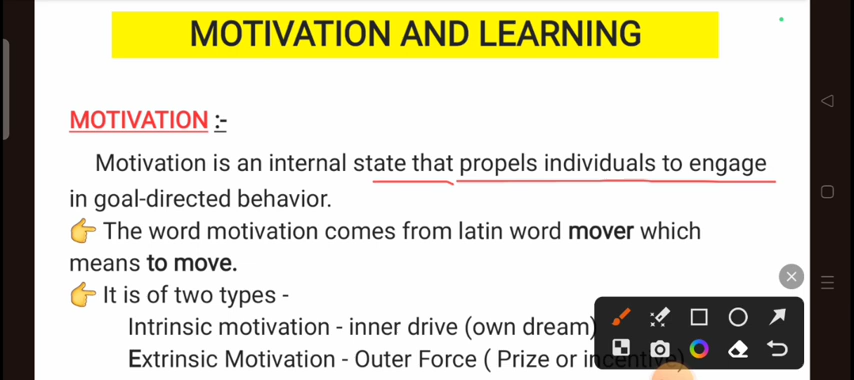 MOTIVATION AND LEARNING
MOTIVATION :-
Motivation is an internal state that propels individuals to engage
in goal-directed behavior.
👉 The word motivation comes from latin word mover which
means to move.
👉 It is of two types -
Intrinsic motivation - inner drive (own dream)
Extrinsic Motivation - Outer Force ( Prize or incentive)